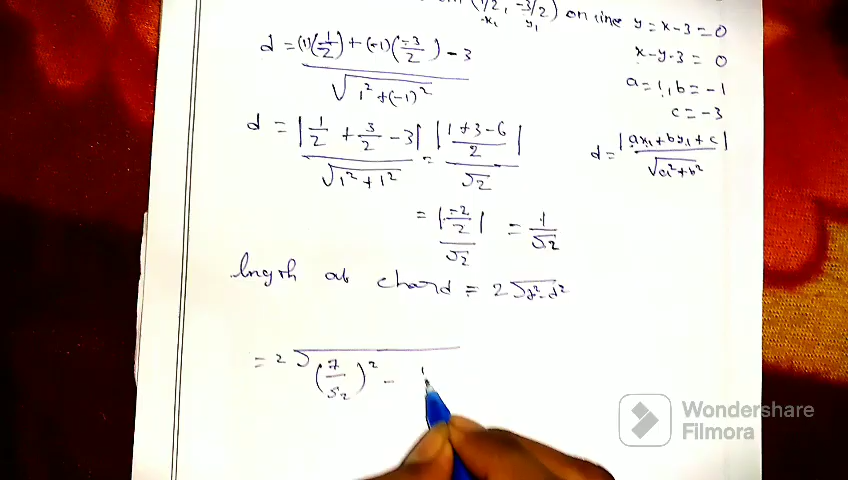 (1/2, -3/2) on line y = x - 3 = 0
x₁ y₁
x - y - 3 = 0
a = 1, b = -1
c = -3
d = |ax₁ + by₁ + c| / √(a² + b²)
d = (1)(1/2) + (-1)(-3/2) - 3 / √(1² + (-1)²)
d = |1/2 + 3/2 - 3| / √(1² + 1²) = |(1 + 3 - 6)/2| / √2
= |-2/2| / √2 = 1/√2
length of chord = 2√(r² - d²)
= 2√((7/√2)² - 1
Wondershare
Filmora